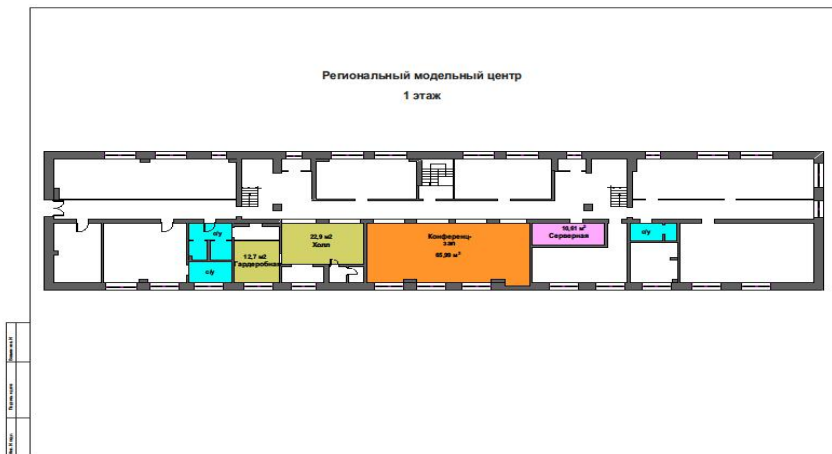 Региональный модельный центр
1 этаж
с/у
22,9 м2
Холл
Конференц-
зал
65,99 м²
10,61 м²
Серверная
с/у
12,7 м2
Гардеробная
с/у